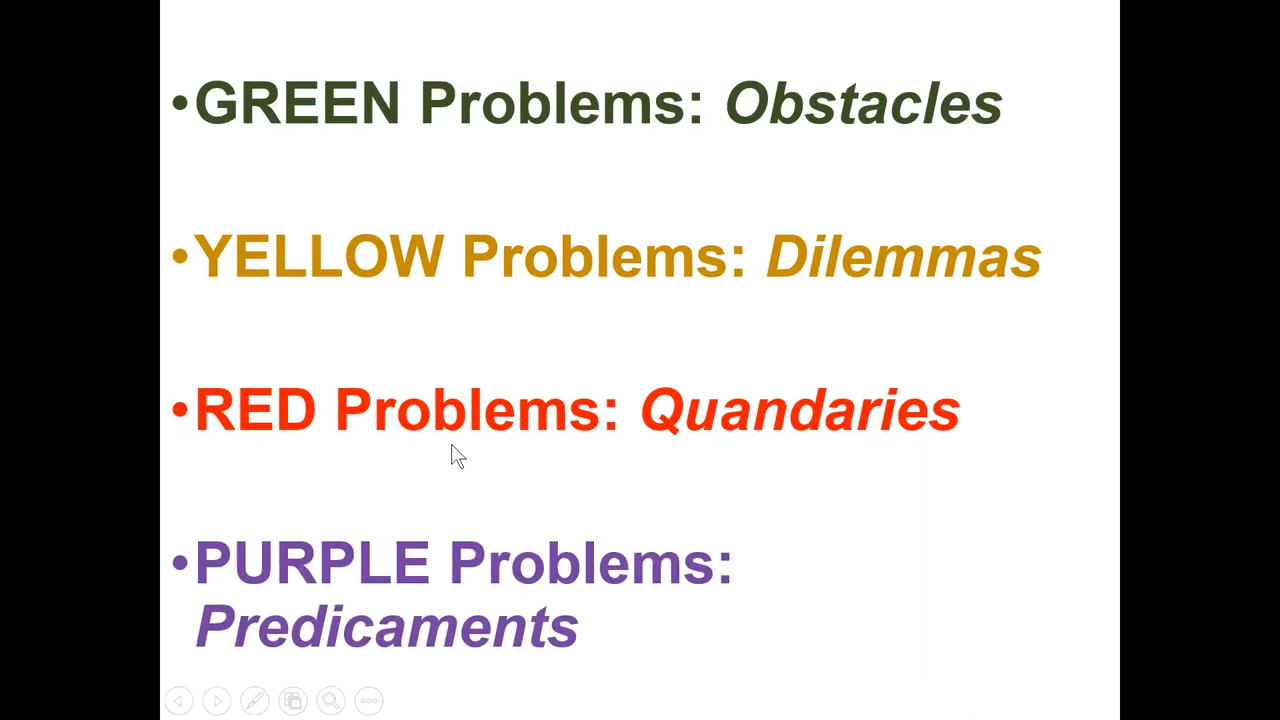 •GREEN Problems: Obstacles
•YELLOW Problems: Dilemmas
•RED Problems: Quandaries
•PURPLE Problems:
Predicaments